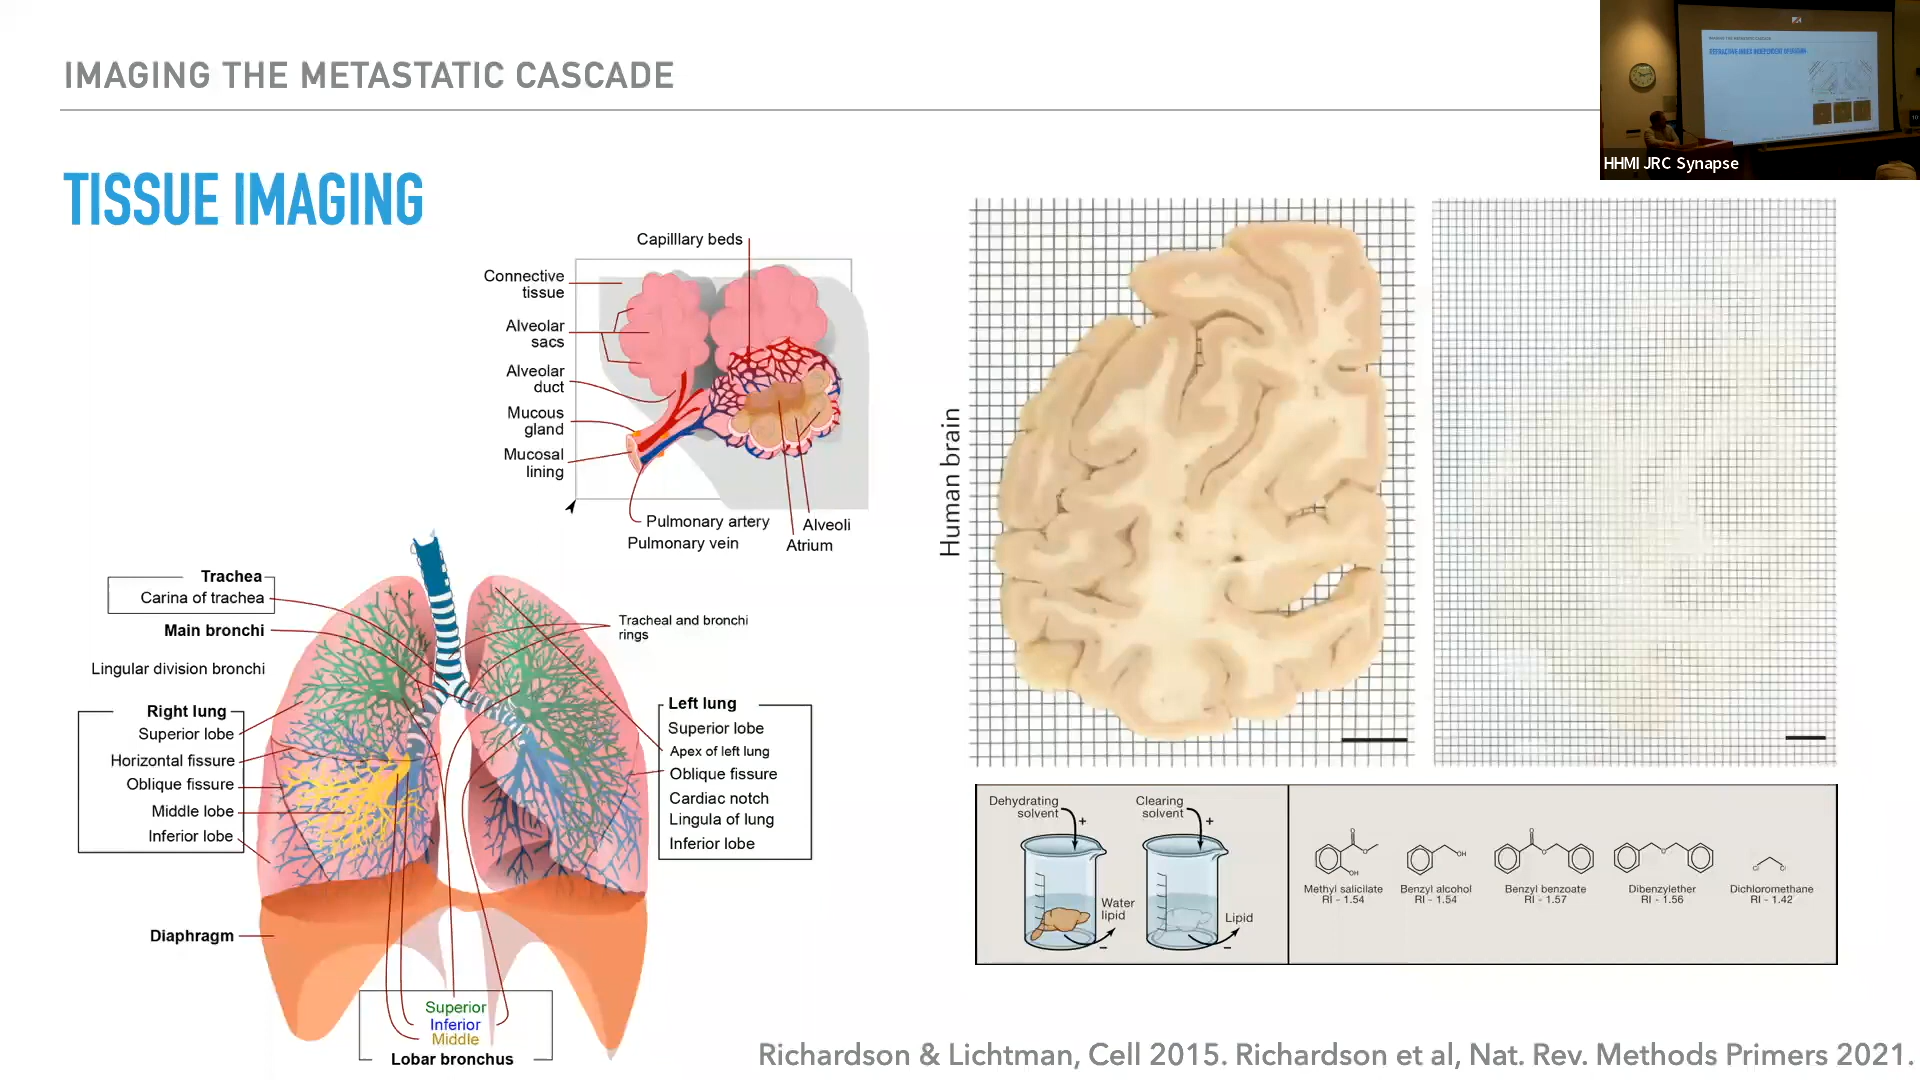 IMAGING THE METASTATIC CASCADE
HHMI JRC Synapse
TISSUE IMAGING
Capilllary beds
Connective
tissue
Alveolar
sacs
Alveolar
duct
Mucous
gland
Mucosal
lining
Pulmonary artery
Pulmonary vein
Alveoli
Atrium
Trachea
Carina of trachea
Main bronchi
Lingular division bronchi
Right lung
Superior lobe
Horizontal fissure
Oblique fissure
Middle lobe
Inferior lobe
Diaphragm
Tracheal and bronchi
rings
Left lung
Superior lobe
Apex of left lung
Oblique fissure
Cardiac notch
Lingula of lung
Inferior lobe
Superior
Inferior
Middle
Lobar bronchus
Human brain
Dehydrating
solvent
+
Water
lipid
−
Clearing
solvent
+
Lipid
−
OH
Methyl salicilate
RI - 1.54
OH
Benzyl alcohol
RI - 1.54
Benzyl benzoate
RI - 1.57
Dibenzylether
RI - 1.56
Dichloromethane
RI - 1.42
Richardson & Lichtman, Cell 2015. Richardson et al, Nat. Rev. Methods Primers 2021.